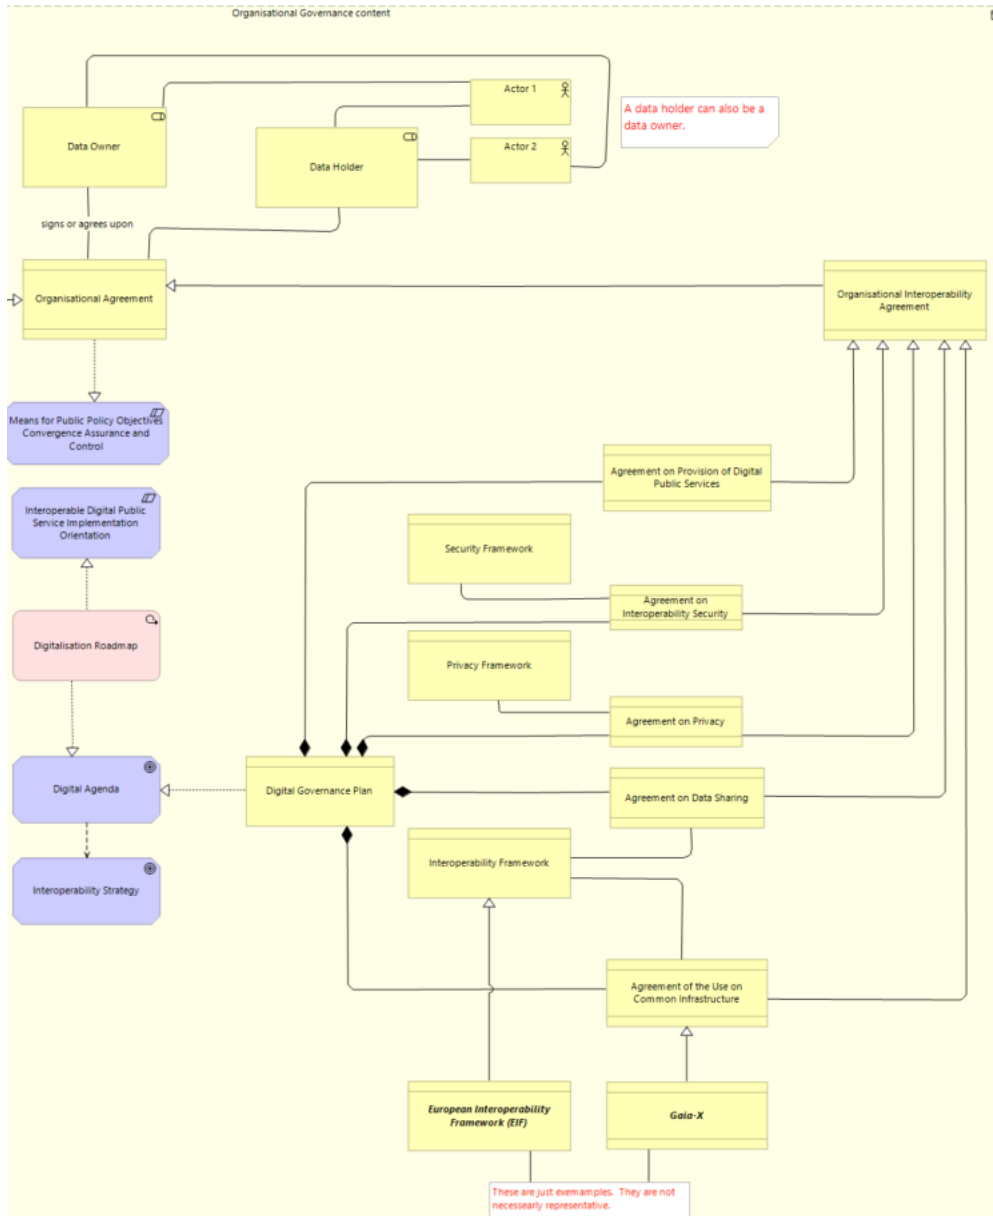 Organisational Governance content
Actor 1
A data holder can also be a
data owner.
Data Owner
Actor 2
Data Holder
signs or agrees upon
Organisational Agreement
Organisational Interoperability
Agreement
Means for Public Policy Objectives
Convergence Assurance and
Control
Agreement on Provision of Digital
Public Services
Interoperable Digital Public
Service Implementation
Orientation
Security Framework
Agreement on
Interoperability Security
Digitalisation Roadmap
Privacy Framework
Agreement on Privacy
Digital Agenda
Digital Governance Plan
Agreement on Data Sharing
Interoperability Framework
Interoperability Strategy
Agreement of the Use on
Common Infrastructure
European Interoperability
Framework (EIF)
Gaia-X
These are just exemamples. They are not
necessearly representative.